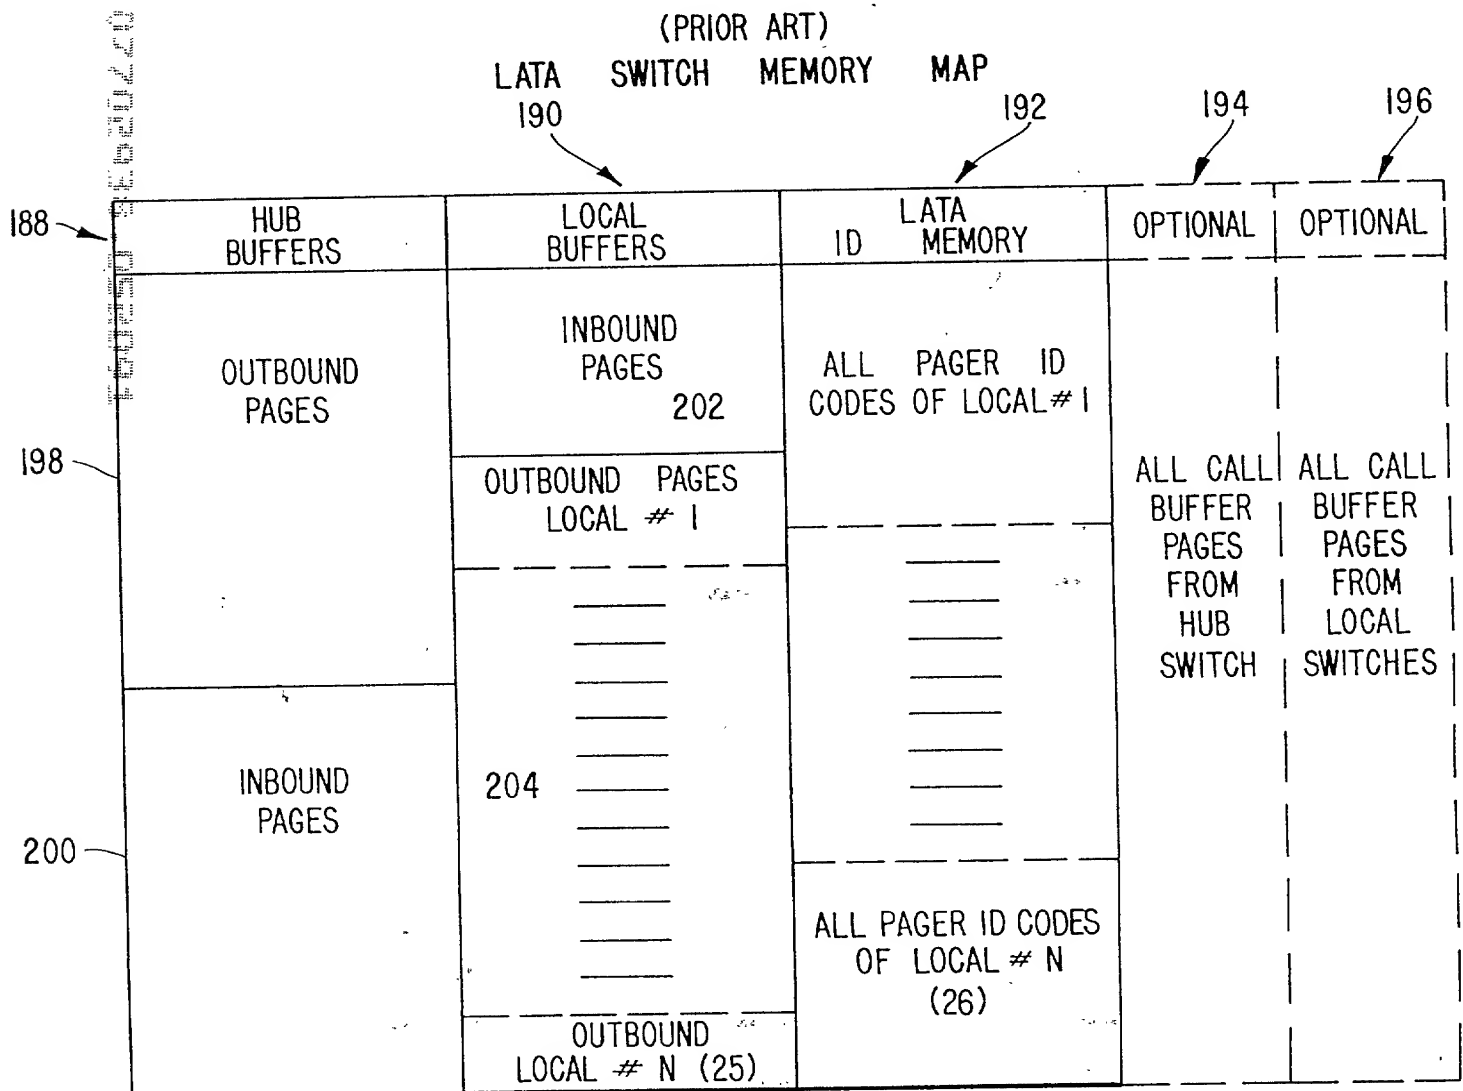 (PRIOR ART)
LATA SWITCH MEMORY MAP
190
192
194
196
188
HUB
BUFFERS
LOCAL
BUFFERS
LATA
ID MEMORY
OPTIONAL
OPTIONAL
OUTBOUND
PAGES
198
INBOUND
PAGES
200
INBOUND
PAGES
202
OUTBOUND PAGES
LOCAL # 1
204
OUTBOUND
LOCAL # N (25)
ALL PAGER ID
CODES OF LOCAL # 1
ALL PAGER ID CODES
OF LOCAL # N
(26)
ALL CALL
BUFFER
PAGES
FROM
HUB
SWITCH
ALL CALL
BUFFER
PAGES
FROM
LOCAL
SWITCHES